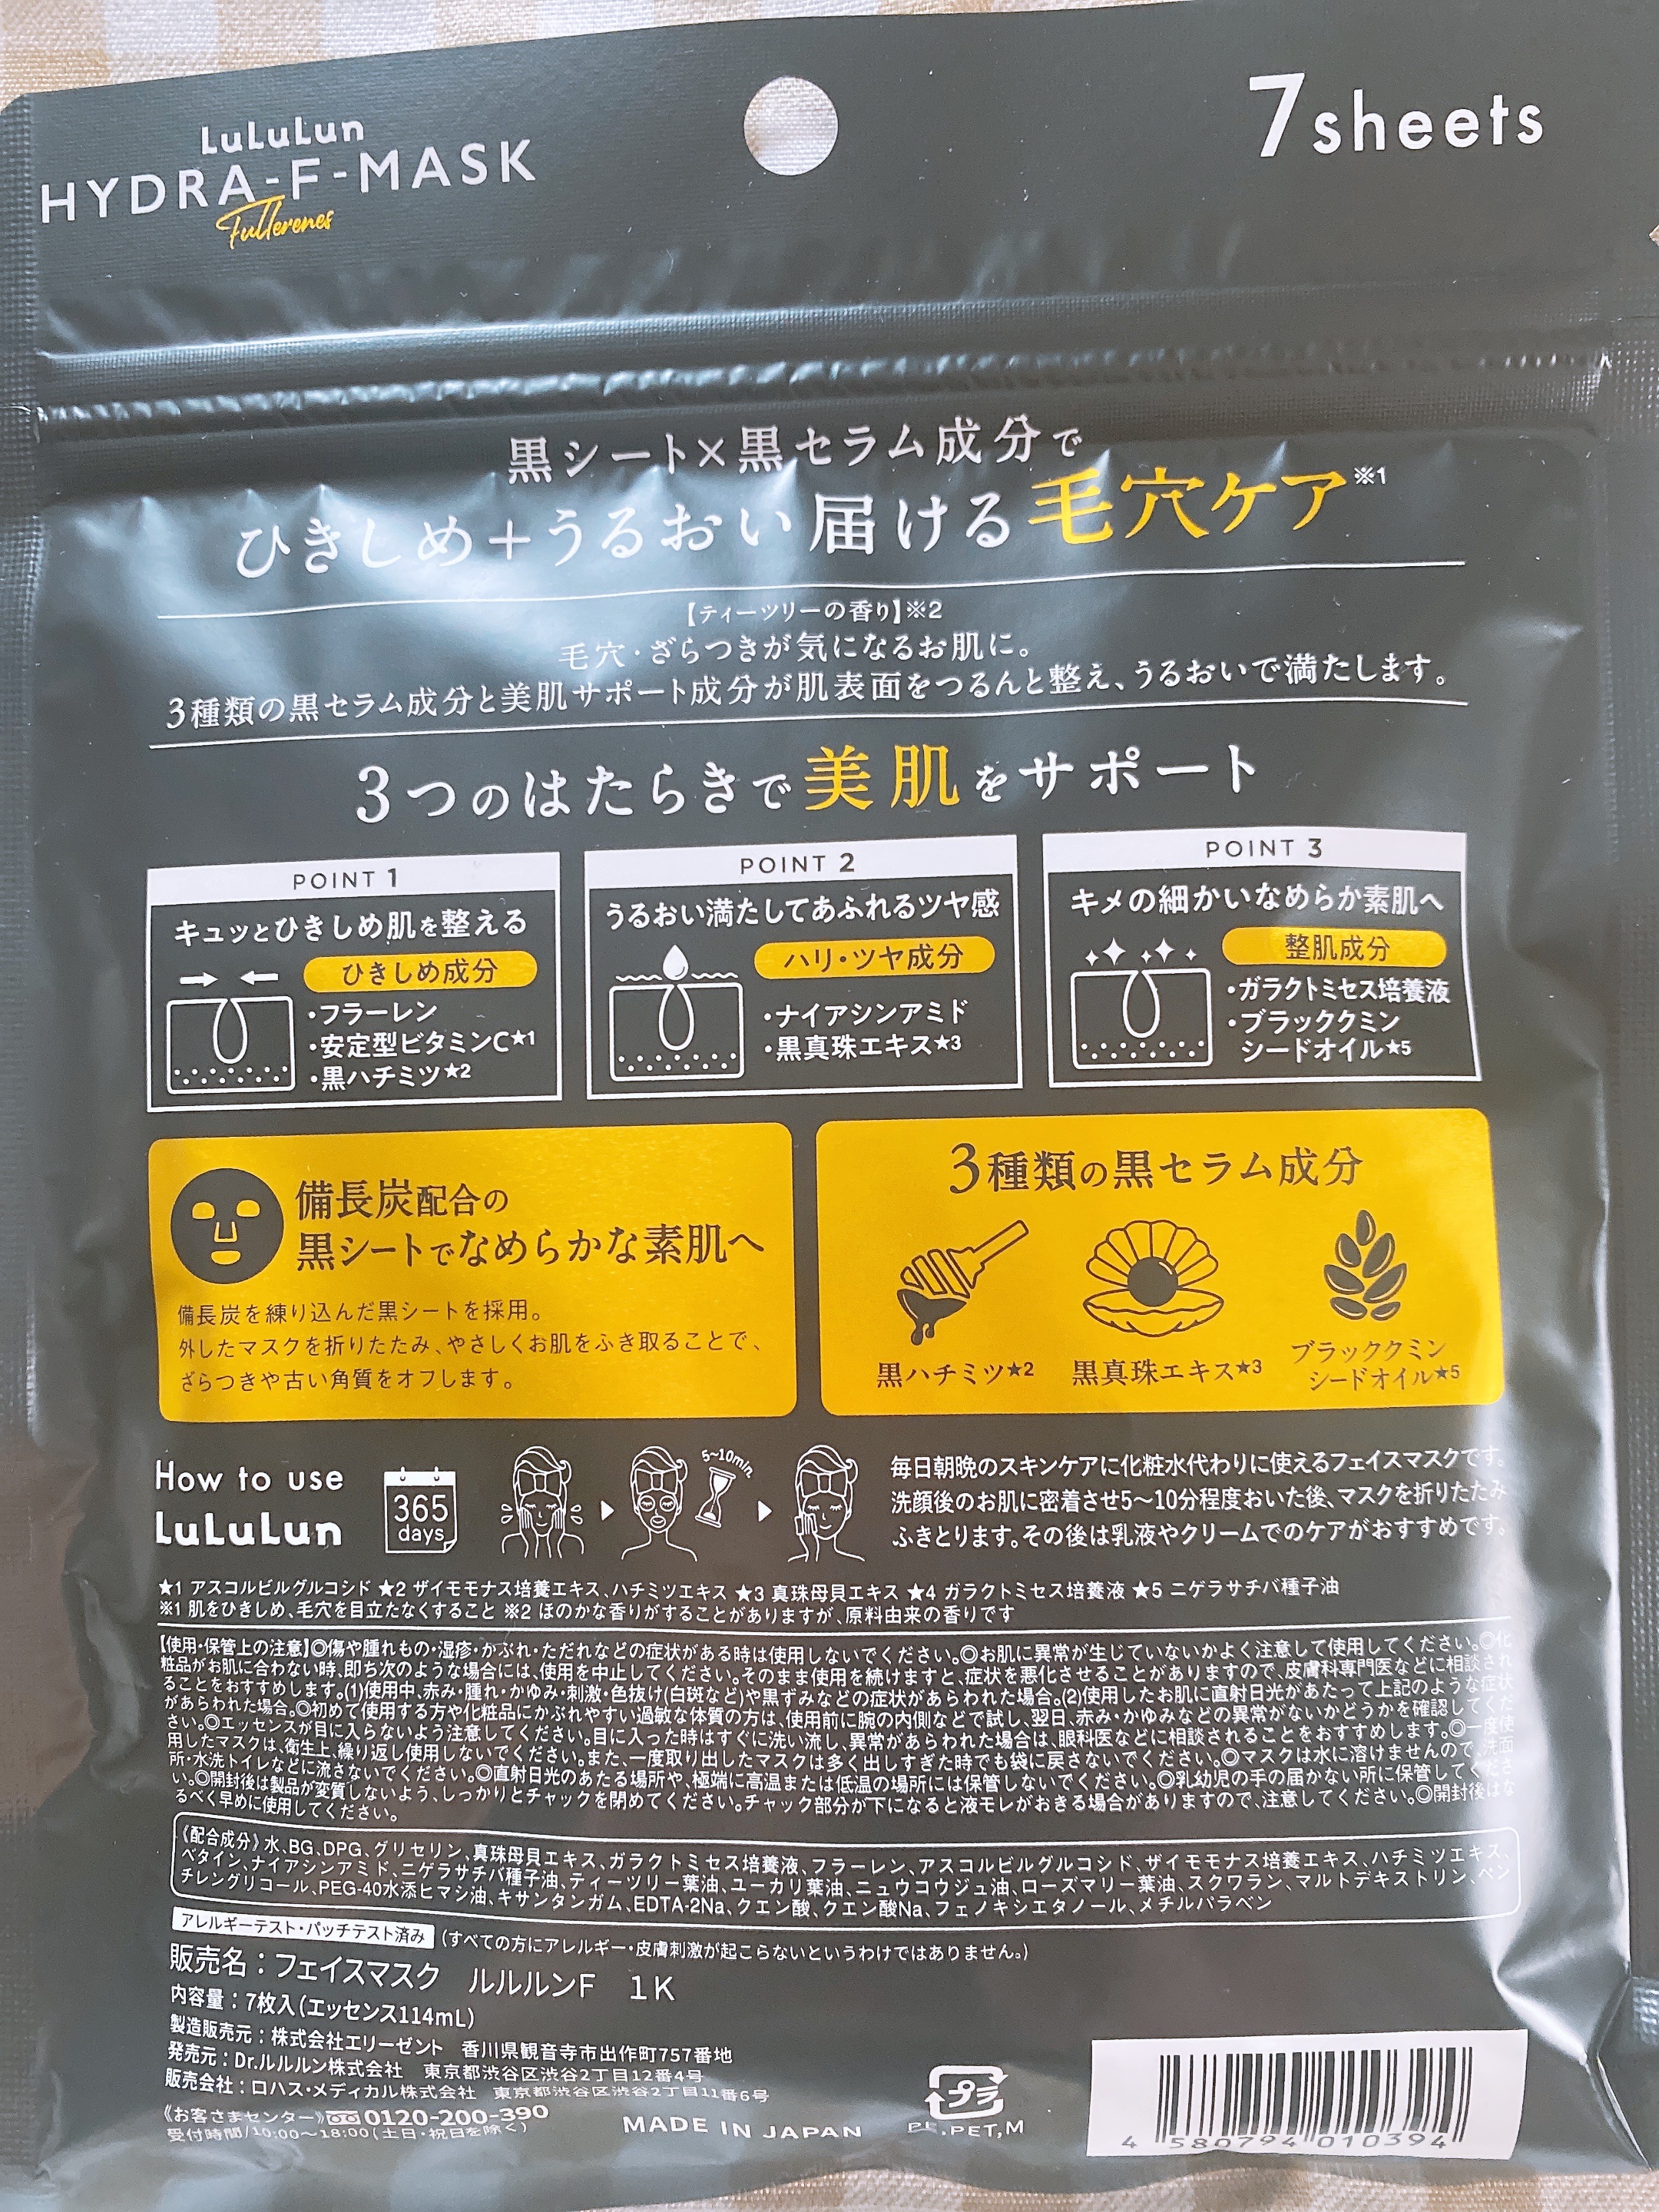 LuLuLun
HYDRA-F-MASK
Fullerenes
7sheets
黒シート×黒セラム成分で
ひきしめ+うるおい届ける毛穴ケア※1
【ティーツリーの香り】※2
毛穴・ざらつきが気になるお肌に。
3種類の黒セラム成分と美肌サポート成分が肌表面をつるんと整え、うるおいで満たします。
3つのはたらきで美肌をサポート
POINT 1
キュッとひきしめ肌を整える
ひきしめ成分
・フラーレン
・安定型ビタミンC★1
・黒ハチミツ★2
POINT 2
うるおい満たしてあふれるツヤ感
ハリ・ツヤ成分
・ナイアシンアミド
・黒真珠エキス★3
POINT 3
キメの細かいなめらか素肌へ
整肌成分
・ガラクトミセス培養液
・ブラッククミン
シードオイル★5
備長炭配合の
黒シートでなめらかな素肌へ
備長炭を練り込んだ黒シートを採用。
外したマスクを折りたたみ、やさしくお肌をふき取ることで、
ざらつきや古い角質をオフします。
3種類の黒セラム成分
黒ハチミツ★2
黒真珠エキス★3
ブラッククミン
シードオイル★5
How to use
LuLuLun
365
days
5~10min
毎日朝晩のスキンケアに化粧水代わりに使えるフェイスマスクです。
洗顔後のお肌に密着させ5〜10分程度おいた後、マスクを折りたたみ
ふきとります。その後は乳液やクリームでのケアがおすすめです。
★1 アスコルビルグルコシド ★2 ザイモモナス培養エキス、ハチミツエキス ★3 真珠母貝エキス ★4 ガラクトミセス培養液 ★5 ニゲラサチバ種子油
※1 肌をひきしめ、毛穴を目立たなくすること ※2 ほのかな香りがすることがありますが、原料由来の香りです
【使用・保管上の注意】◎傷や腫れもの・湿疹・かぶれ・ただれなどの症状がある時は使用しないでください。◎お肌に異常が生じていないかよく注意して使用してください。◎化
粧品がお肌に合わない時、即ち次のような場合には、使用を中止してください。そのまま使用を続けますと、症状を悪化させることがありますので、皮膚科専門医などに相談され
ることをおすすめします。(1)使用中、赤み・腫れ・かゆみ・刺激・色抜け(白斑など)や黒ずみなどの症状があらわれた場合。(2)使用したお肌に直射日光があたって上記のような症状
があらわれた場合。◎初めて使用する方や化粧品にかぶれやすい過敏な体質の方は、使用前に腕の内側などで試し、翌日、赤み・かゆみなどの異常がないかどうかを確認してくだ
さい。◎エッセンスが目に入らないよう注意してください。目に入った時はすぐに洗い流し、異常があらわれた場合は、眼科医などに相談されることをおすすめします。◎一度使
用したマスクは、衛生上、繰り返し使用しないでください。また、一度取り出したマスクは多く出しすぎた時でも袋に戻さないでください。◎マスクは水に溶けませんので、洗面
所・水洗トイレなどに流さないでください。◎直射日光のあたる場所や、極端に高温または低温の場所には保管しないでください。◎乳幼児の手の届かない所に保管してくださ
い。◎開封後は製品が変質しないよう、しっかりとチャックを閉めてください。チャック部分が下になると液モレがおきる場合がありますので、注意してください。◎開封後はな
るべく早めに使用してください。
《配合成分》水、BG、DPG、グリセリン、真珠母貝エキス、ガラクトミセス培養液、フラーレン、アスコルビルグルコシド、ザイモモナス培養エキス、ハチミツエキス、
ベタイン、ナイアシンアミド、ニゲラサチバ種子油、ティーツリー葉油、ユーカリ葉油、ニュウコウジュ油、ローズマリー葉油、スクワラン、マルトデキストリン、ペン
チレングリコール、PEG-40水添ヒマシ油、キサンタンガム、EDTA-2Na、クエン酸、クエン酸Na、フェノキシエタノール、メチルパラベン
アレルギーテスト・パッチテスト済み (すべての方にアレルギー・皮膚刺激が起こらないというわけではありません。)
販売名：フェイスマスク ルルルンF 1K
内容量：7枚入(エッセンス114mL)
製造販売元：株式会社エリーゼント 香川県観音寺市出作町757番地
発売元：Dr.ルルルン株式会社 東京都渋谷区渋谷2丁目12番4号
販売会社：ロハス・メディカル株式会社 東京都渋谷区渋谷2丁目11番6号
《お客さまセンター》0120-200-390
受付時間/10:00〜18:00(土日・祝日を除く)
MADE IN JAPAN
プラ
PE,PET,M
4 580794 010394